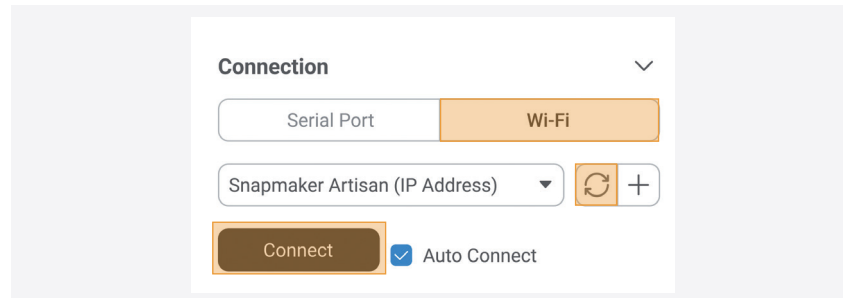 Connection
Serial Port Wi-Fi
Snapmaker Artisan (IP Address)
Connect Auto Connect